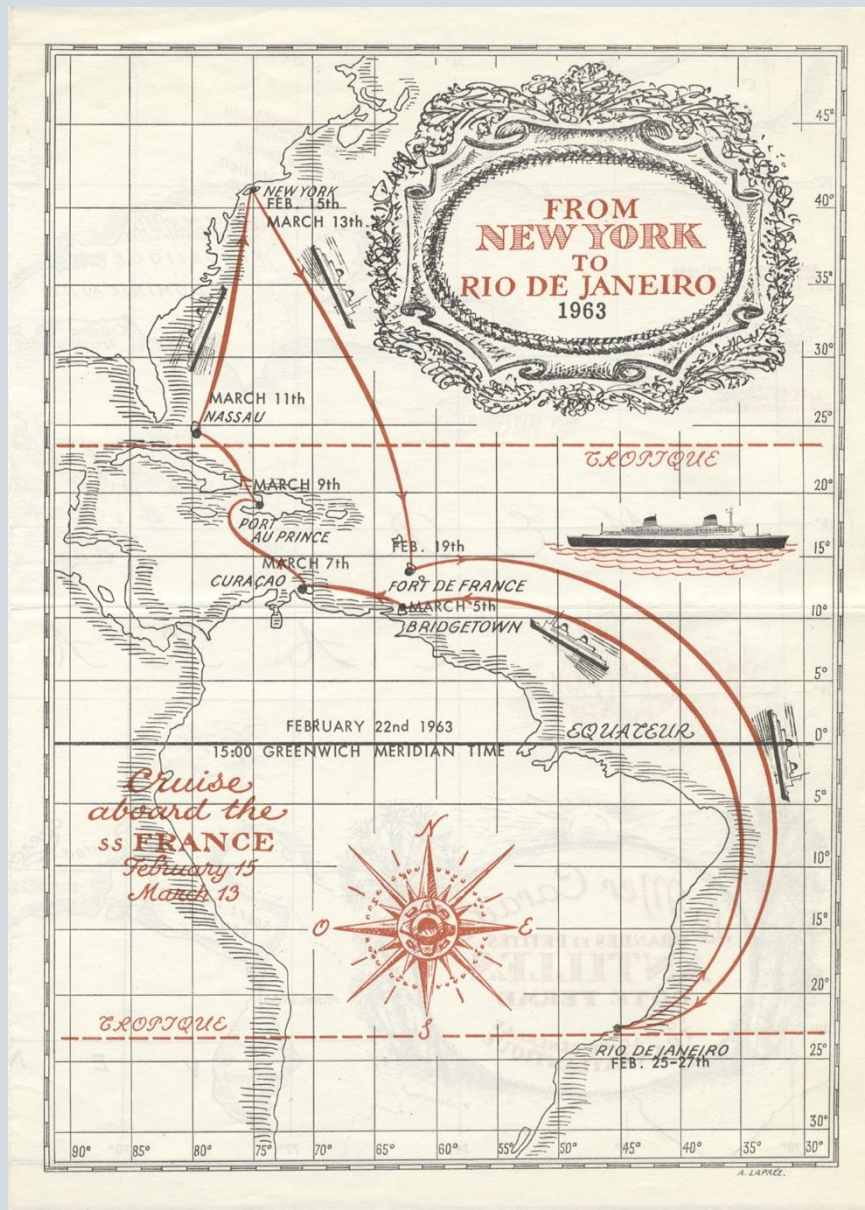 FROM
NEW YORK
TO
RIO DE JANEIRO
1963
NEW YORK
FEB. 15th
MARCH 13th
MARCH 11th
NASSAU
TROPIQUE
MARCH 9th
PORT
AU PRINCE
FEB. 19th
FORT DE FRANCE
MARCH 7th
CURAÇAO
MARCH 5th
BRIDGETOWN
FEBRUARY 22nd 1963
EQUATEUR
15:00 GREENWICH MERIDIAN TIME
Cruise
aboard the
ss FRANCE
February 15
March 13
N
O
E
S
TROPIQUE
RIO DE JANEIRO
FEB. 25-27th
45°
40°
35°
30°
25°
20°
15°
10°
5°
0°
5°
10°
15°
20°
25°
30°
90°
80°
75°
70°
65°
60°
55°
50°
45°
40°
35°
30°
A. LAPRÉE.